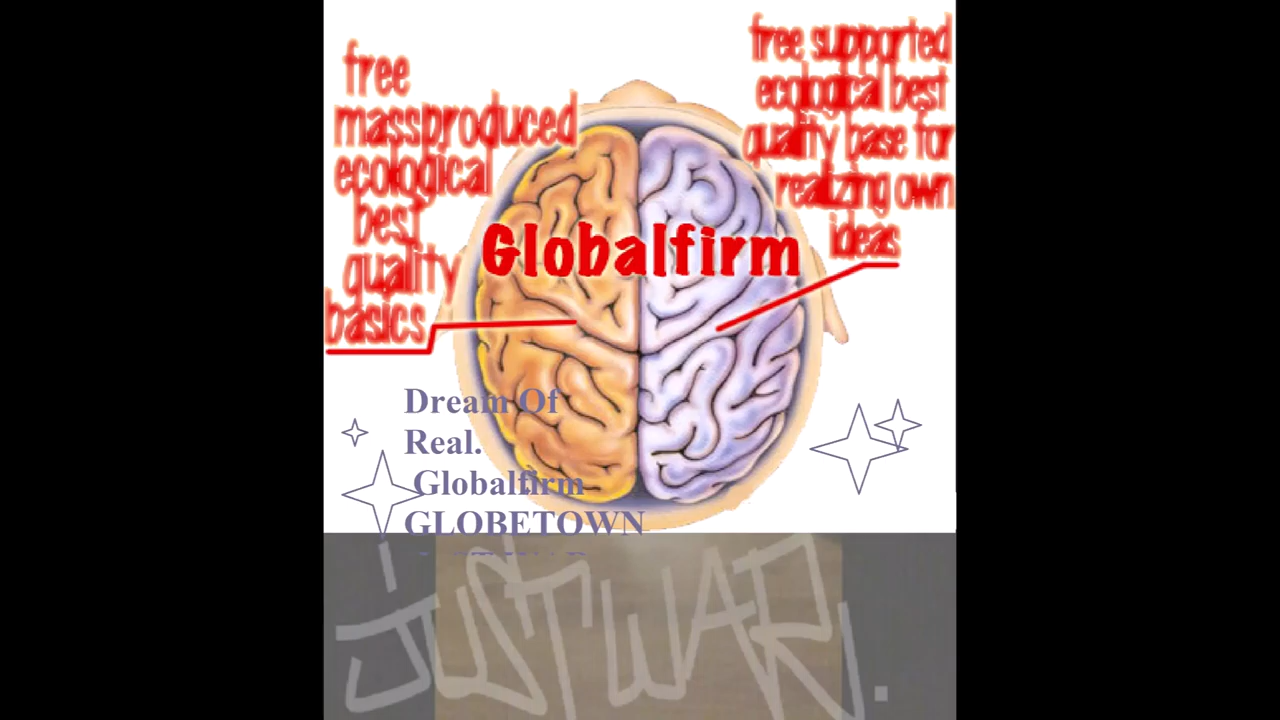 free
massproduced
ecological
best
quality
basics
free supported
ecological best
quality base for
realizing own
ideas
Globalfirm
Dream Of
Real.
Globalfirm
GLOBETOWN
JUST WAR.